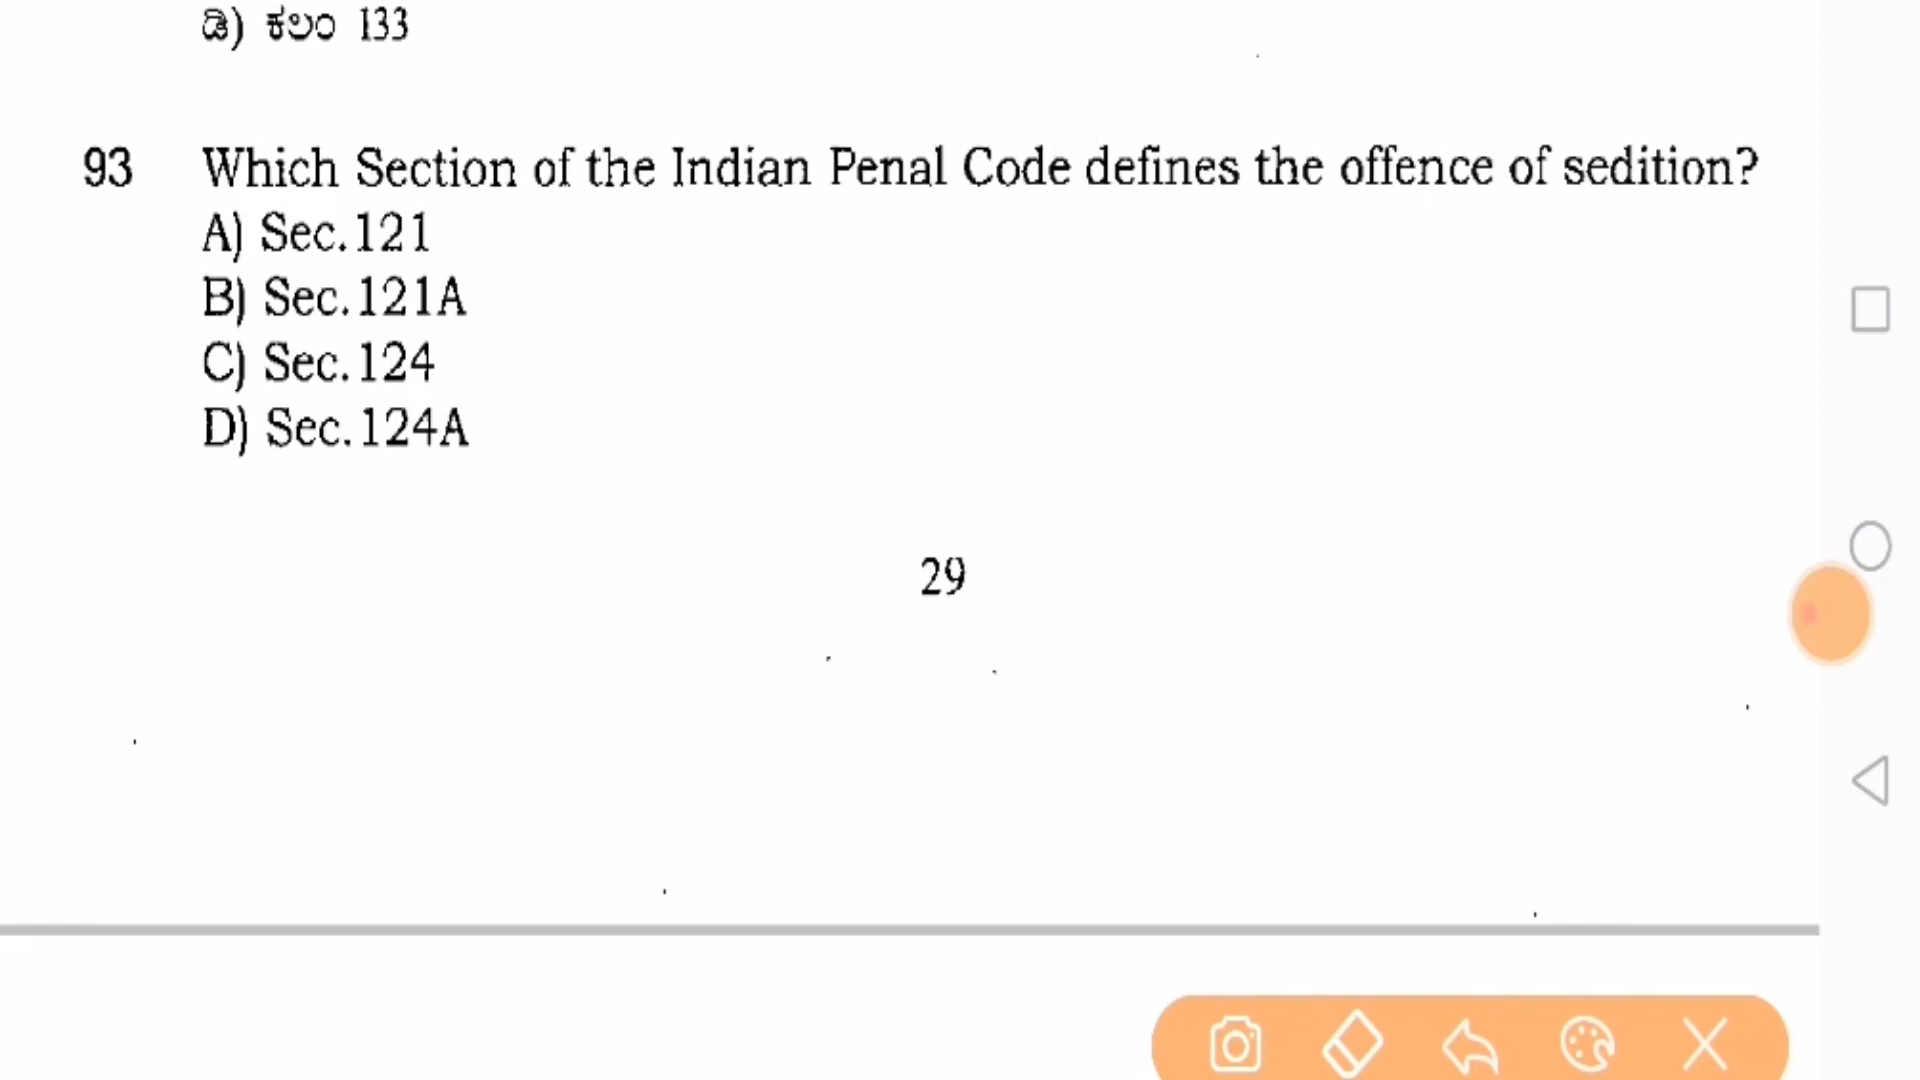 ಡಿ) ಕಲಂ 133
93 Which Section of the Indian Penal Code defines the offence of sedition?
A) Sec.121
B) Sec.121A
C) Sec.124
D) Sec.124A
29